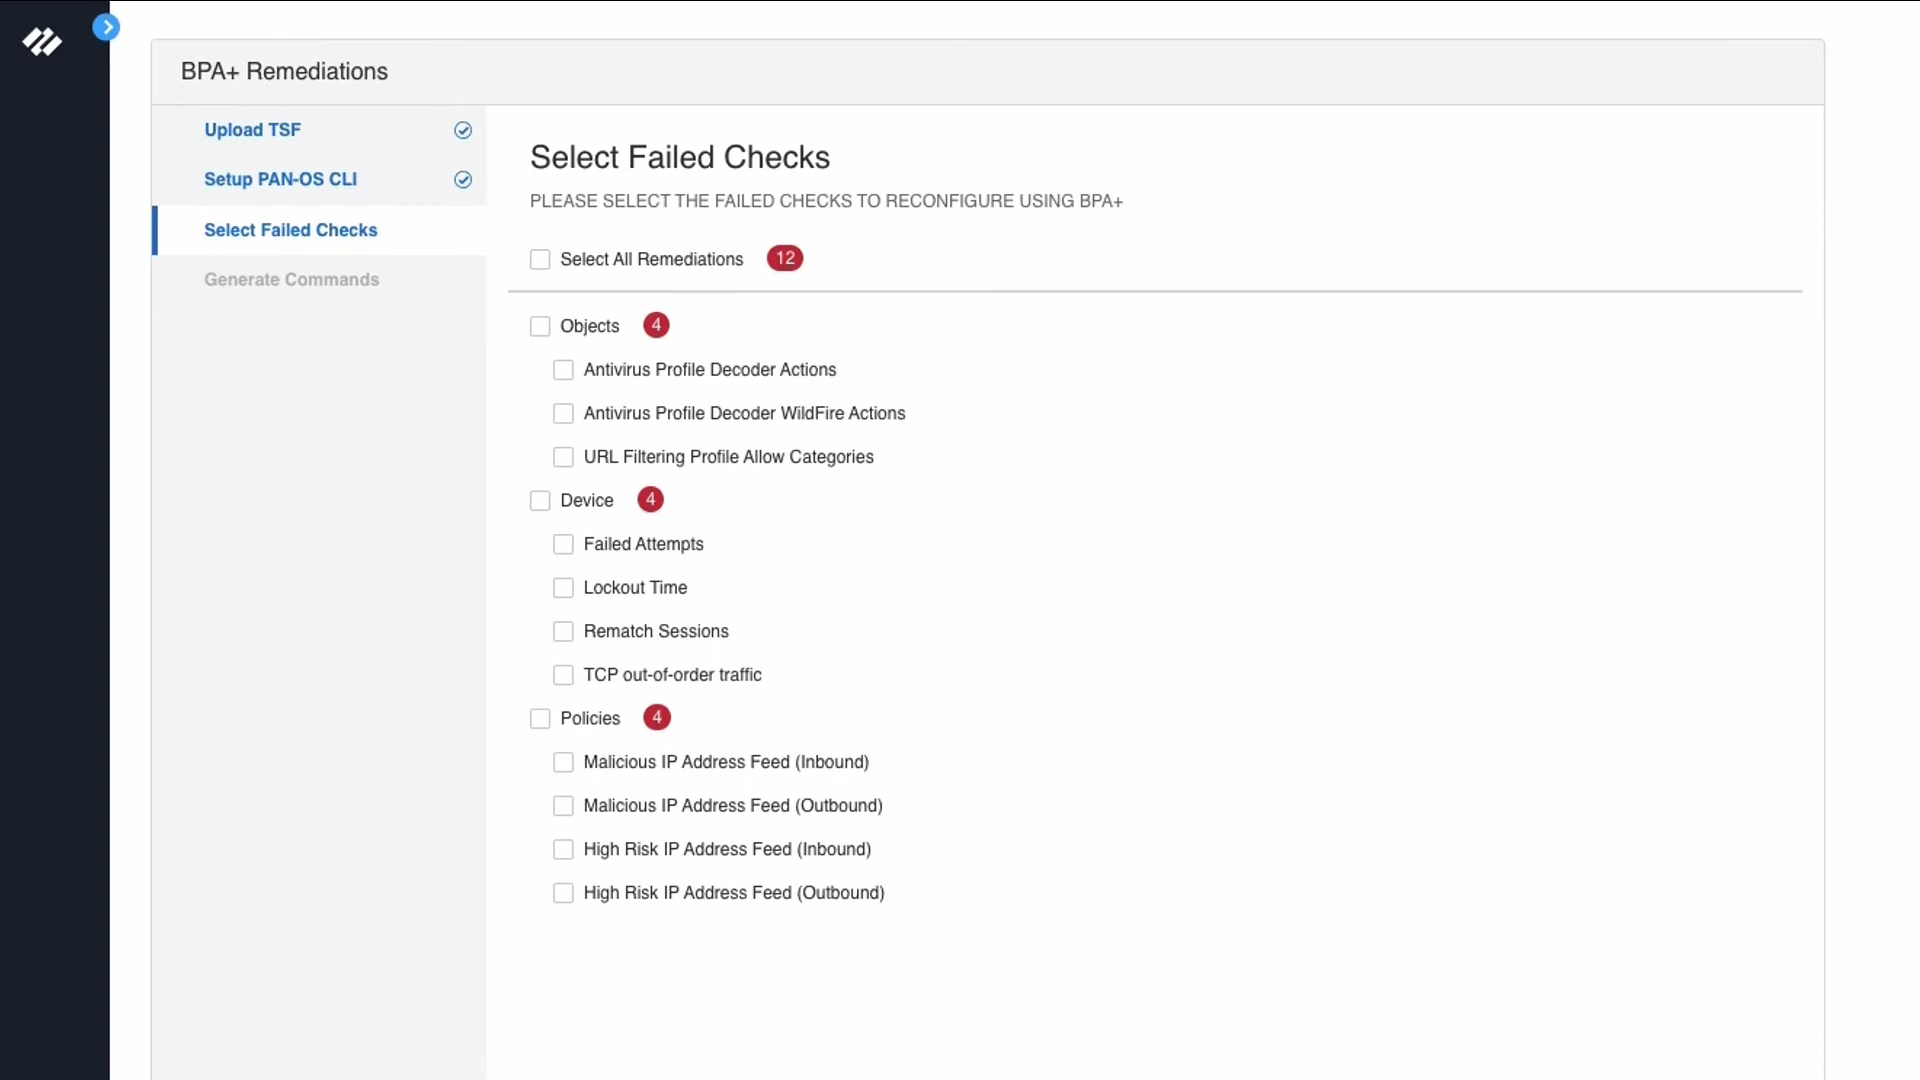 BPA+ Remediations
Upload TSF
Setup PAN-OS CLI
Select Failed Checks
Generate Commands
Select Failed Checks
PLEASE SELECT THE FAILED CHECKS TO RECONFIGURE USING BPA+
Select All Remediations 12
Objects 4
Antivirus Profile Decoder Actions
Antivirus Profile Decoder WildFire Actions
URL Filtering Profile Allow Categories
Device 4
Failed Attempts
Lockout Time
Rematch Sessions
TCP out-of-order traffic
Policies 4
Malicious IP Address Feed (Inbound)
Malicious IP Address Feed (Outbound)
High Risk IP Address Feed (Inbound)
High Risk IP Address Feed (Outbound)